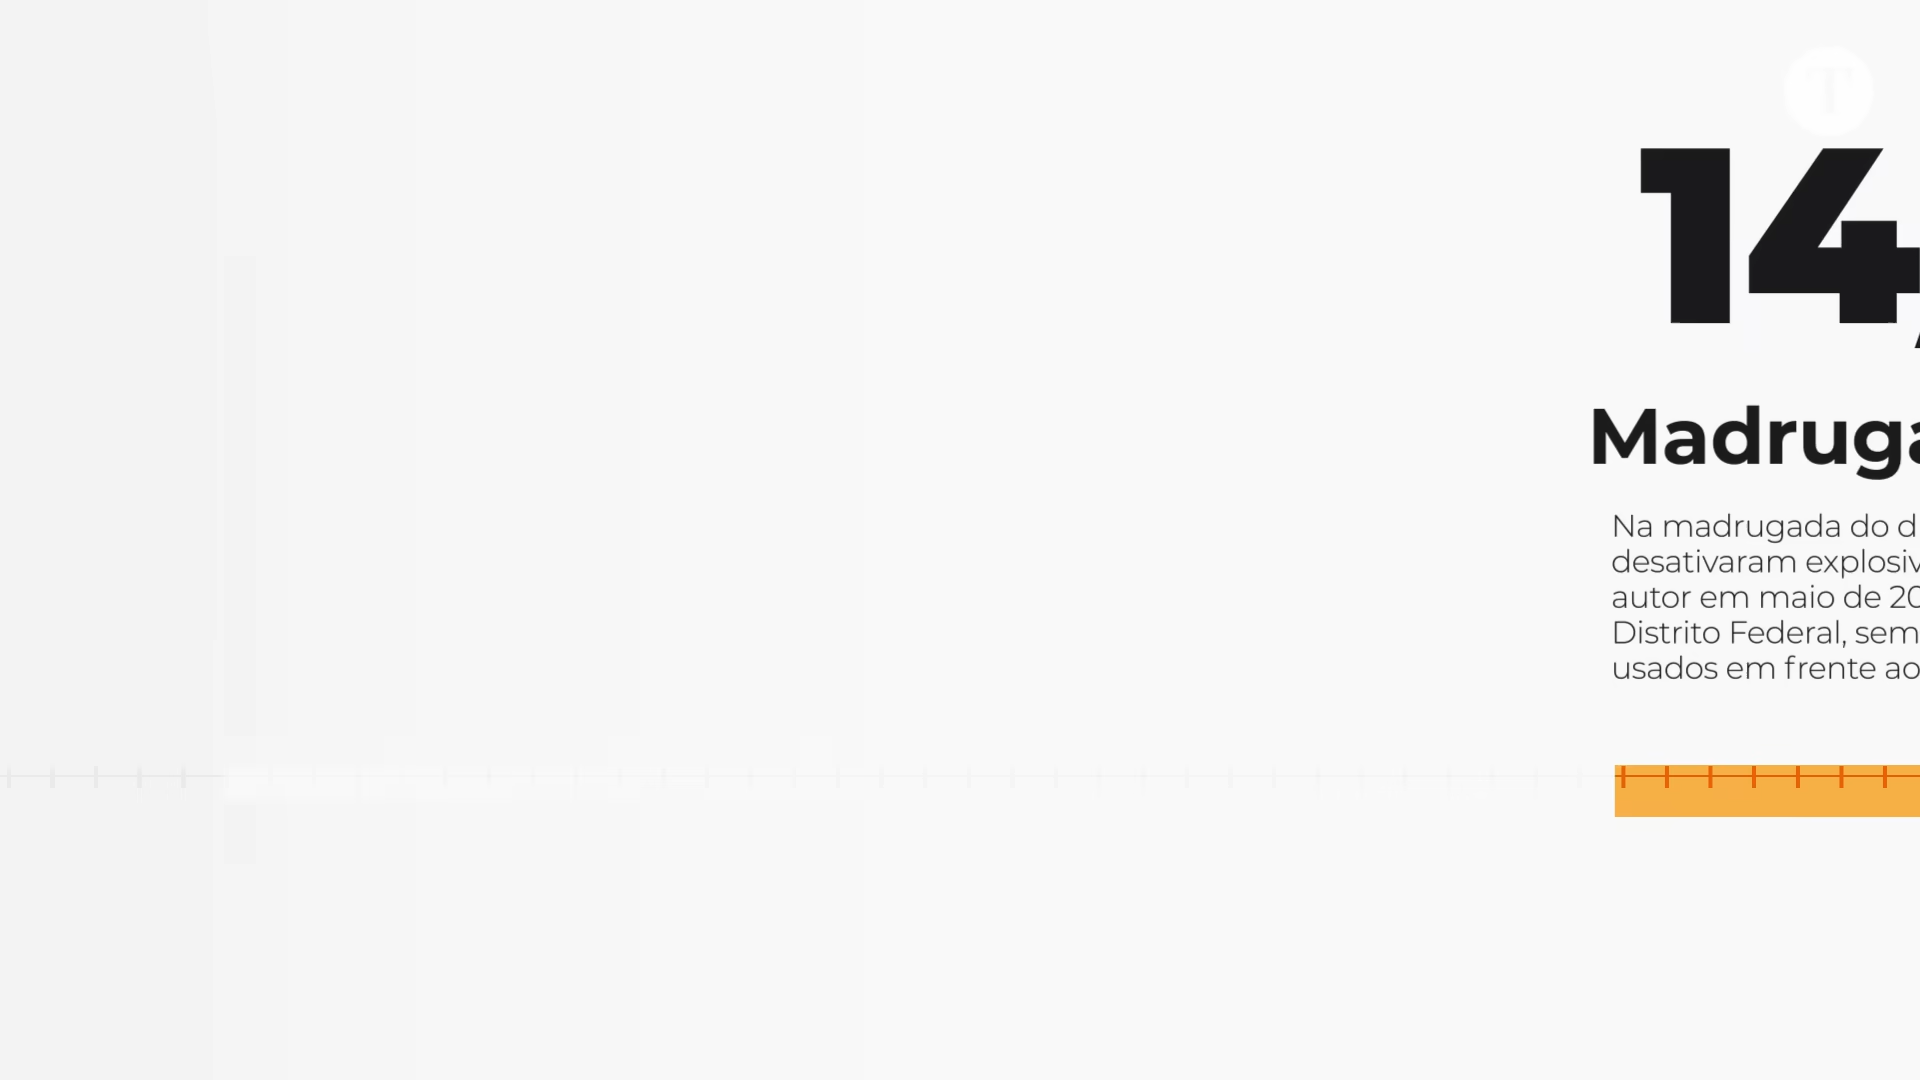 T
14,
Madruga
Na madrugada do d
desativaram explosiv
autor em maio de 20
Distrito Federal, sem
usados em frente ao